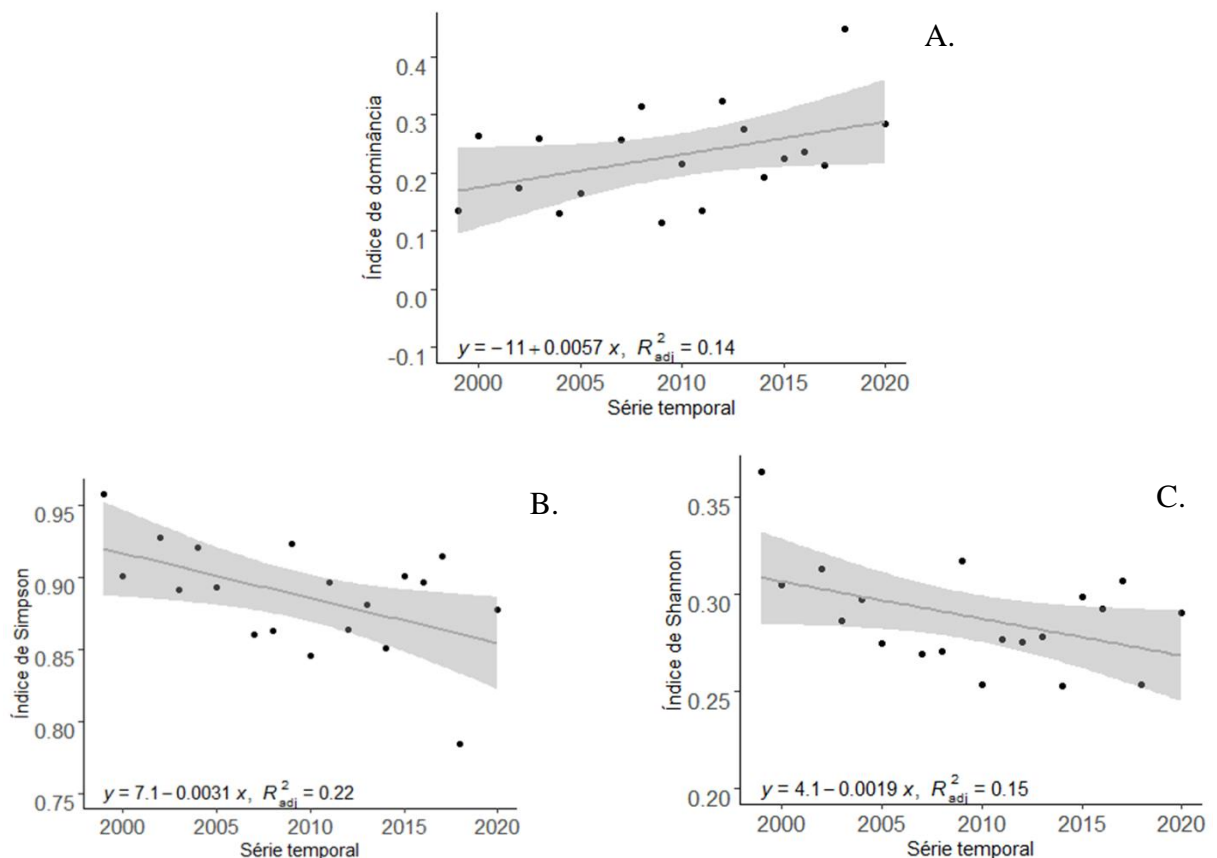 A.
Índice de dominância
0.4
0.3
0.2
0.1
0.0
-0.1
y = −11 + 0.0057 x, R²adj = 0.14
2000 2005 2010 2015 2020
Série temporal
B.
Índice de Simpson
0.95
0.90
0.85
0.80
0.75
y = 7.1 − 0.0031 x, R²adj = 0.22
2000 2005 2010 2015 2020
Série temporal
C.
Índice de Shannon
0.35
0.30
0.25
0.20
y = 4.1 − 0.0019 x, R²adj = 0.15
2000 2005 2010 2015 2020
Série temporal